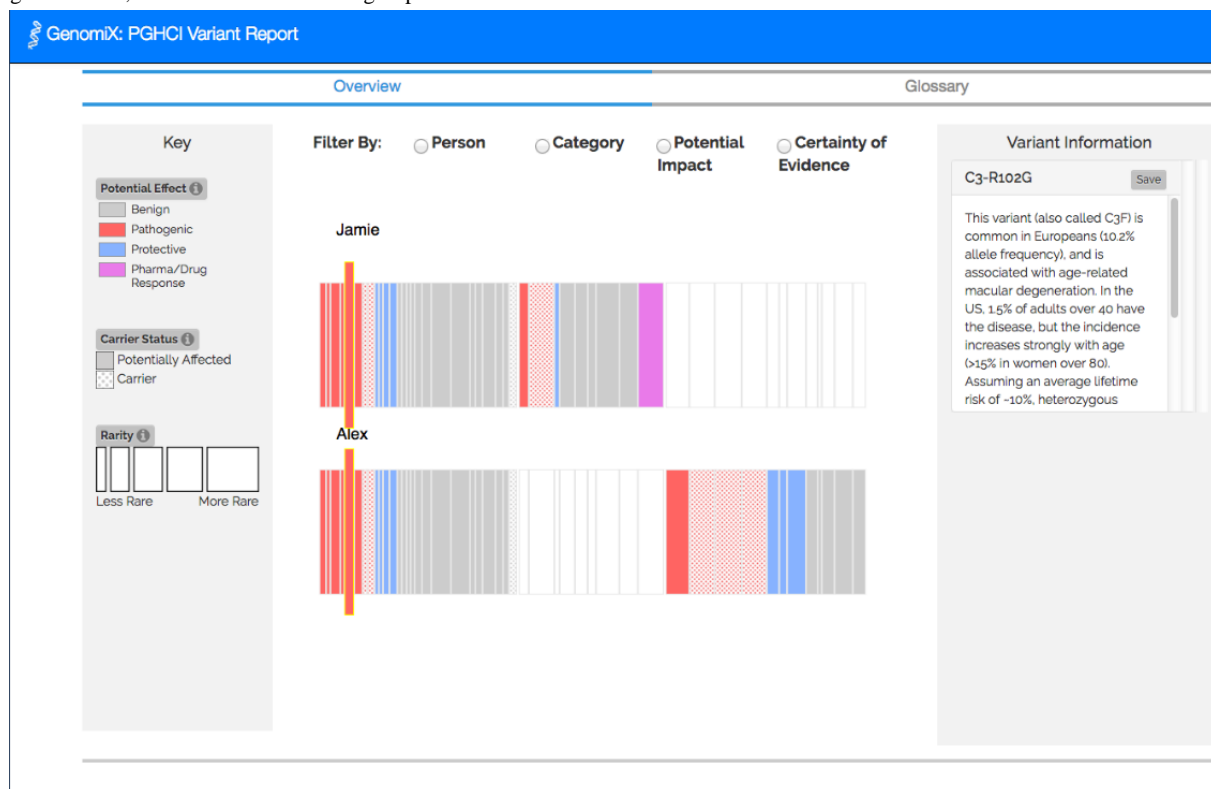 GenomiX: PGHCI Variant Report
Overview
Glossary
Key
Potential Effect
Benign
Pathogenic
Protective
Pharma/Drug
Response
Carrier Status
Potentially Affected
Carrier
Rarity
Less Rare More Rare
Filter By: Person Category Potential
Impact Certainty of
Evidence
Jamie
Alex
Variant Information
C3-R102G
Save
This variant (also called C3F) is
common in Europeans (10.2%
allele frequency), and is
associated with age-related
macular degeneration. In the
US, 1.5% of adults over 40 have
the disease, but the incidence
increases strongly with age
(>15% in women over 80).
Assuming an average lifetime
risk of ~10%, heterozygous